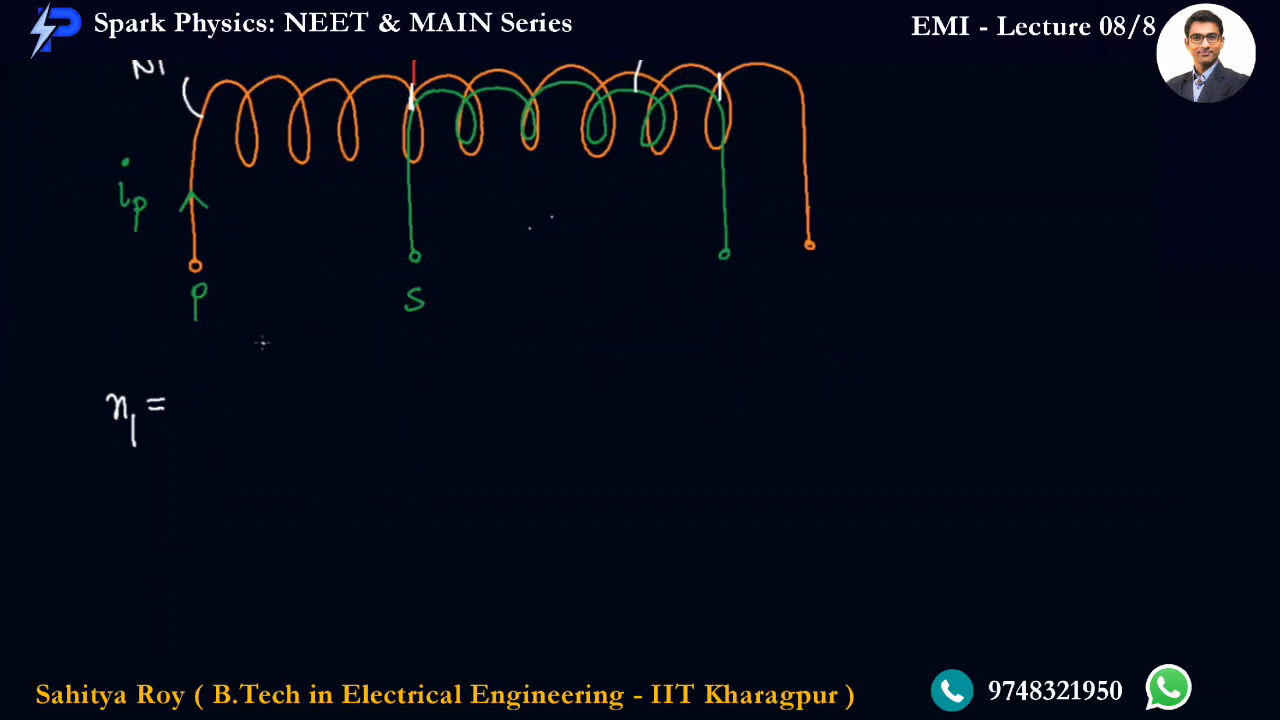 Spark Physics: NEET & MAIN Series
EMI - Lecture 08/8
N1
ip
P
S
n1 =
Sahitya Roy ( B.Tech in Electrical Engineering - IIT Kharagpur )
9748321950